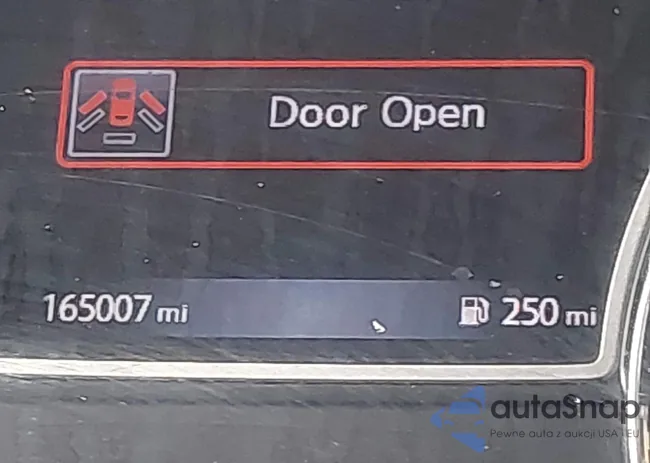 Door Open
165007 mi
250 mi
autaSnap
Pewne auta z aukcji USA i EU